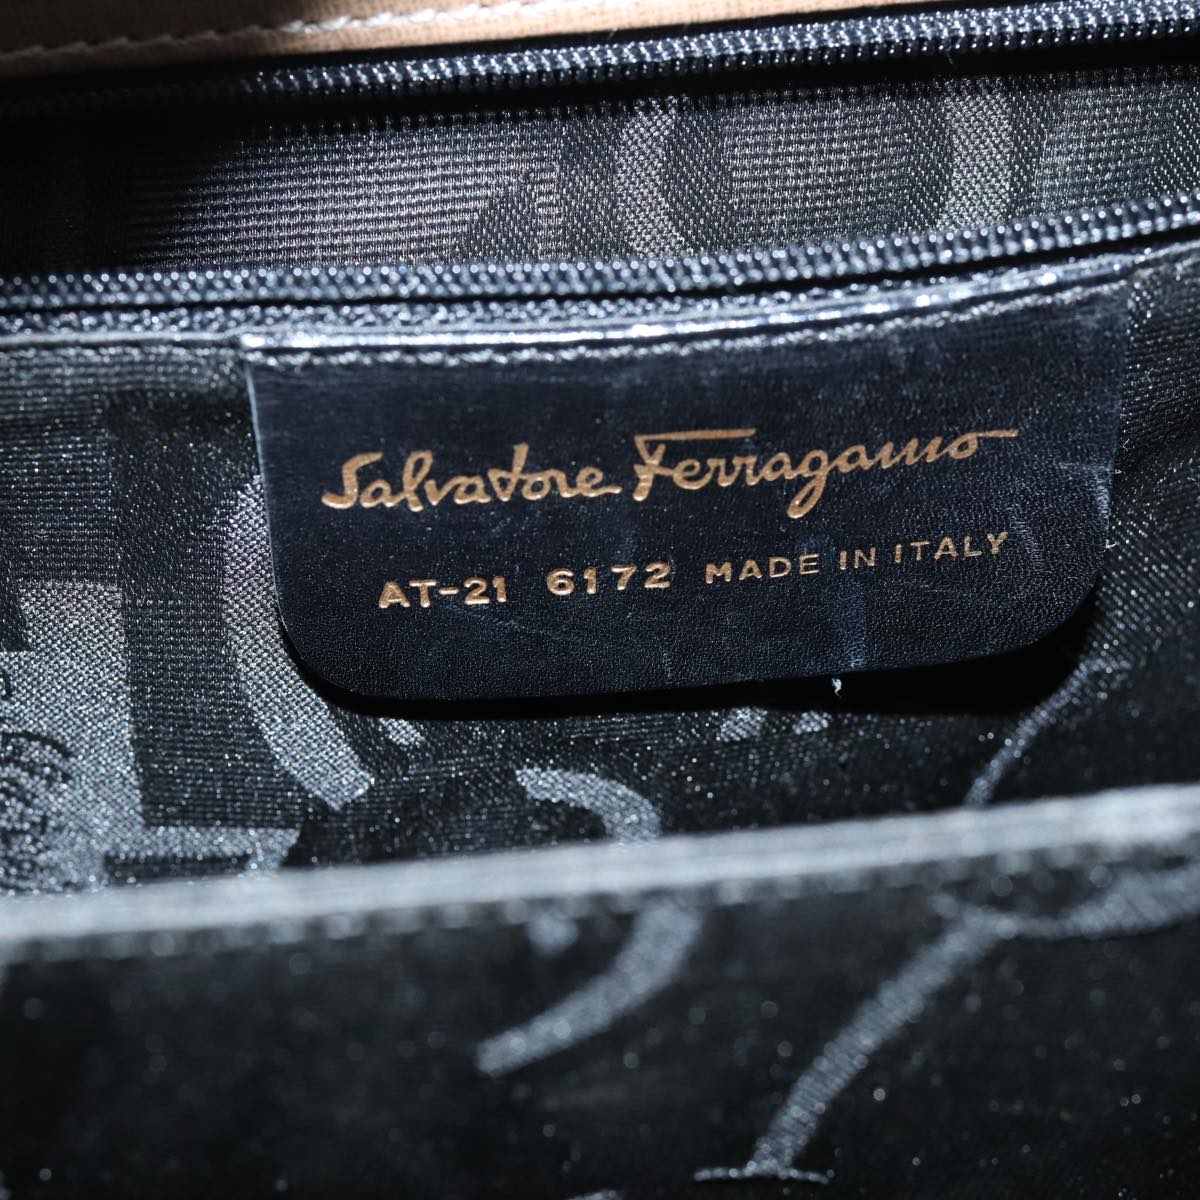 Salvatore Ferragamo
AT-21 6172 MADE IN ITALY